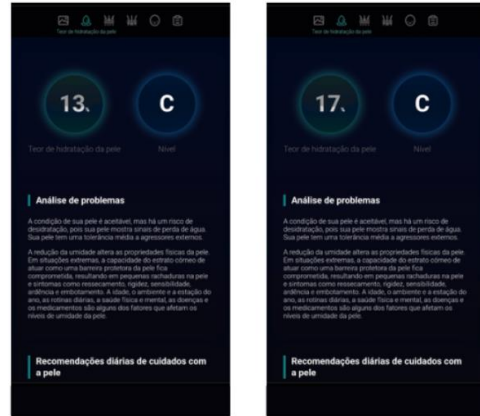 Teor de hidratação da pele
13%
C
Teor de hidratação da pele
Nível
Análise de problemas
A condição de sua pele é aceitável, mas há um risco de
desidratação, pois sua pele mostra sinais de perda de água.
Sua pele tem uma tolerância média a agressores externos.
A redução da umidade altera as propriedades físicas da pele.
Em situações extremas, a capacidade do estrato córneo de
atuar como uma barreira protetora da pele fica
comprometida, resultando em pequenas rachaduras na pele
e sintomas como ressecamento, rigidez, sensibilidade,
ardência e embotamento. A idade, o ambiente e a estação do
ano, as rotinas diárias, a saúde física e mental, as doenças e
os medicamentos são alguns dos fatores que afetam os
níveis de umidade da pele.
Recomendações diárias de cuidados com
a pele
Teor de hidratação da pele
17%
C
Teor de hidratação da pele
Nível
Análise de problemas
A condição de sua pele é aceitável, mas há um risco de
desidratação, pois sua pele mostra sinais de perda de água.
Sua pele tem uma tolerância média a agressores externos.
A redução da umidade altera as propriedades físicas da pele.
Em situações extremas, a capacidade do estrato córneo de
atuar como uma barreira protetora da pele fica
comprometida, resultando em pequenas rachaduras na pele
e sintomas como ressecamento, rigidez, sensibilidade,
ardência e embotamento. A idade, o ambiente e a estação do
ano, as rotinas diárias, a saúde física e mental, as doenças e
os medicamentos são alguns dos fatores que afetam os
níveis de umidade da pele.
Recomendações diárias de cuidados com
a pele